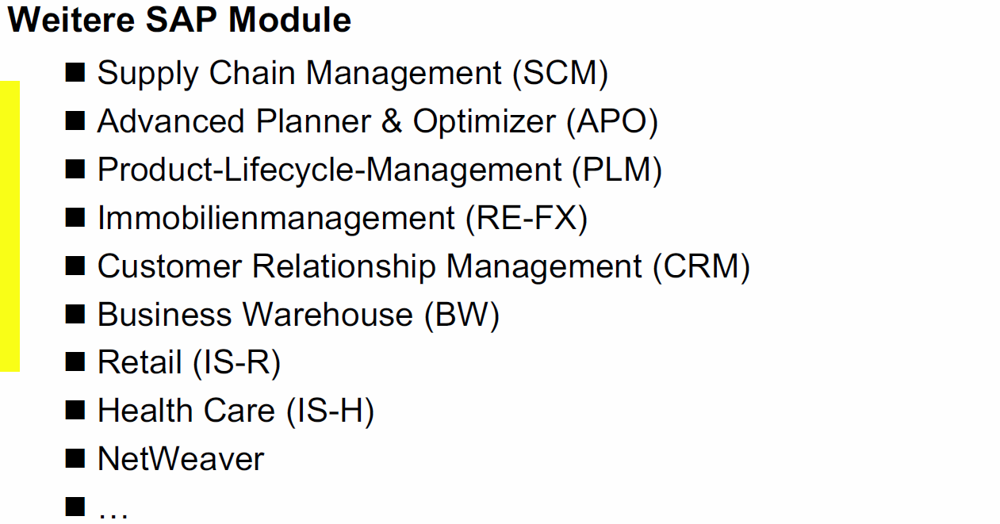 Weitere SAP Module
■ Supply Chain Management (SCM)
■ Advanced Planner & Optimizer (APO)
■ Product-Lifecycle-Management (PLM)
■ Immobilienmanagement (RE-FX)
■ Customer Relationship Management (CRM)
■ Business Warehouse (BW)
■ Retail (IS-R)
■ Health Care (IS-H)
■ NetWeaver
■ …